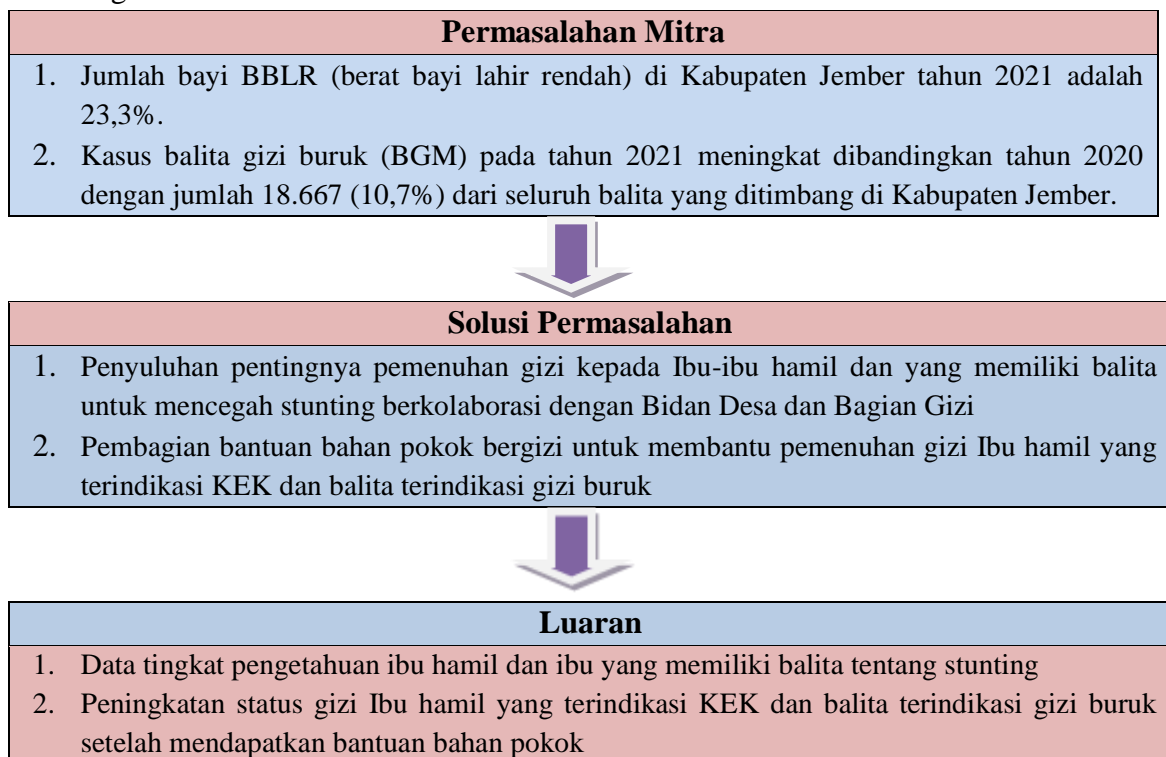 Permasalahan Mitra
1. Jumlah bayi BBLR (berat bayi lahir rendah) di Kabupaten Jember tahun 2021 adalah
23,3%.
2. Kasus balita gizi buruk (BGM) pada tahun 2021 meningkat dibandingkan tahun 2020
dengan jumlah 18.667 (10,7%) dari seluruh balita yang ditimbang di Kabupaten Jember.
Solusi Permasalahan
1. Penyuluhan pentingnya pemenuhan gizi kepada Ibu-ibu hamil dan yang memiliki balita
untuk mencegah stunting berkolaborasi dengan Bidan Desa dan Bagian Gizi
2. Pembagian bantuan bahan pokok bergizi untuk membantu pemenuhan gizi Ibu hamil yang
terindikasi KEK dan balita terindikasi gizi buruk
Luaran
1. Data tingkat pengetahuan ibu hamil dan ibu yang memiliki balita tentang stunting
2. Peningkatan status gizi Ibu hamil yang terindikasi KEK dan balita terindikasi gizi buruk
setelah mendapatkan bantuan bahan pokok